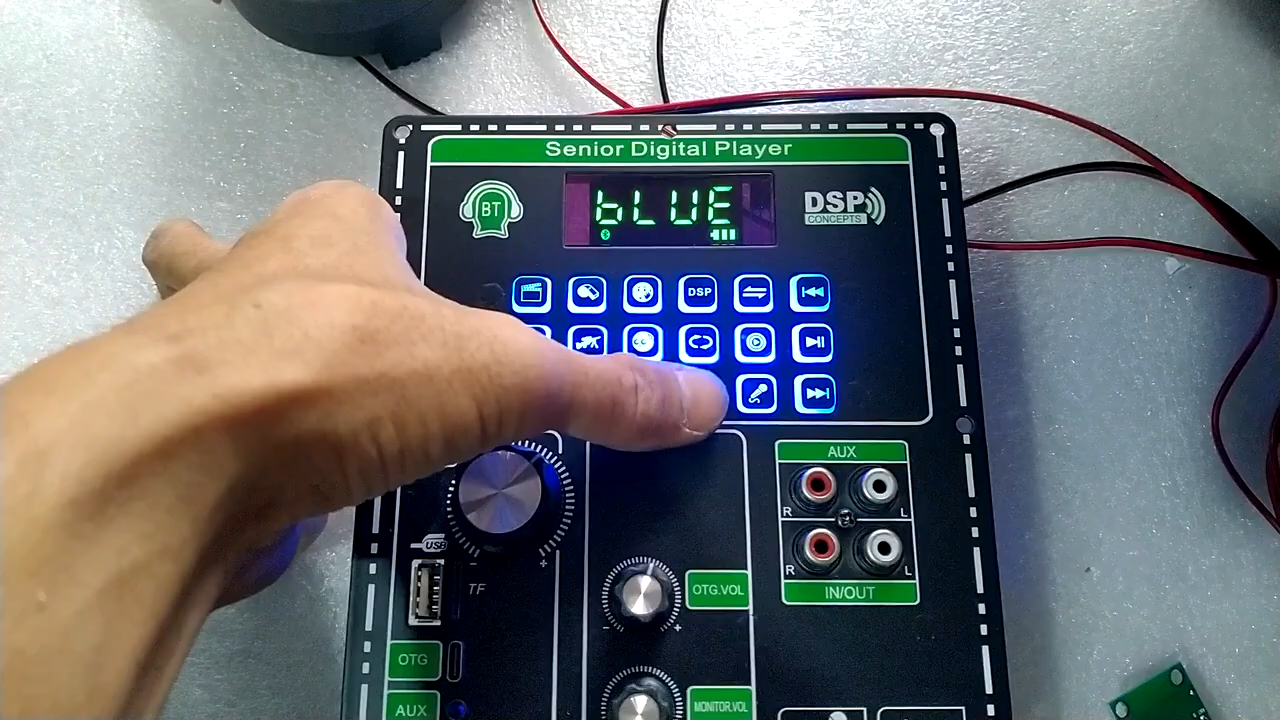 Senior Digital Player
BT
bLUE
DSP
CONCEPTS
DSP
AUX
R L
R L
IN/OUT
USB
- +
TF
OTG.VOL
- +
OTG
MONITOR.VOL
AUX